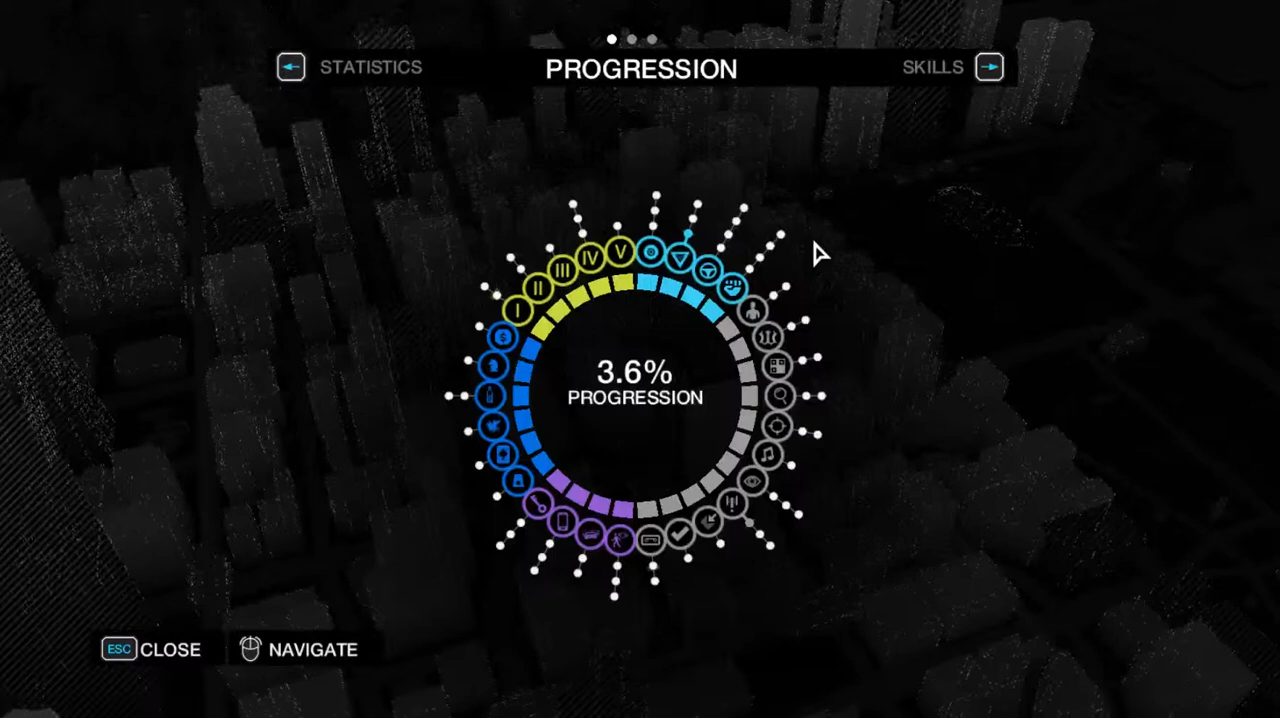 STATISTICS
PROGRESSION
SKILLS
I
II
III
IV
V
$
3.6%
PROGRESSION
ESC CLOSE
NAVIGATE